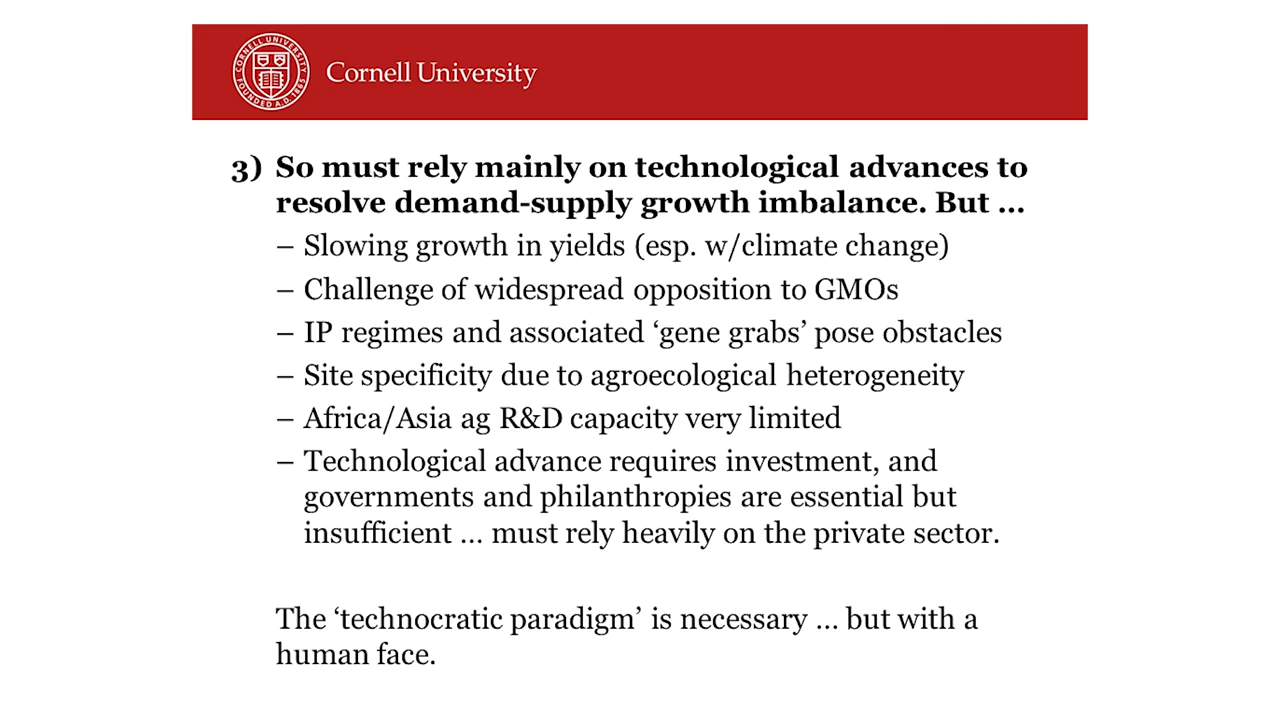 CORNELL UNIVERSITY
FOUNDED A.D. 1865
Cornell University
3) So must rely mainly on technological advances to
resolve demand-supply growth imbalance. But …
– Slowing growth in yields (esp. w/climate change)
– Challenge of widespread opposition to GMOs
– IP regimes and associated ‘gene grabs’ pose obstacles
– Site specificity due to agroecological heterogeneity
– Africa/Asia ag R&D capacity very limited
– Technological advance requires investment, and
governments and philanthropies are essential but
insufficient … must rely heavily on the private sector.
The ‘technocratic paradigm’ is necessary … but with a
human face.